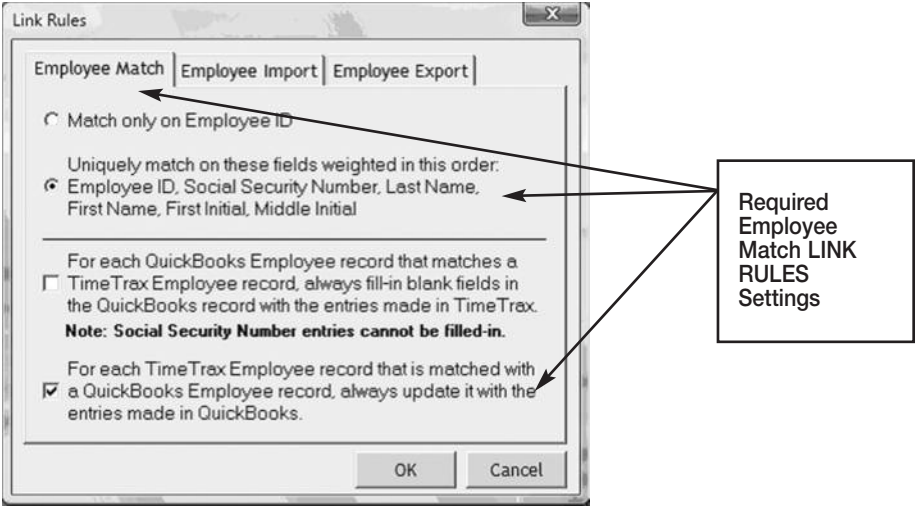 Link Rules
Employee Match
Employee Import
Employee Export
Match only on Employee ID
Uniquely match on these fields weighted in this order:
Employee ID, Social Security Number, Last Name,
First Name, First Initial, Middle Initial
For each QuickBooks Employee record that matches a
TimeTrax Employee record, always fill-in blank fields in
the QuickBooks record with the entries made in TimeTrax.
Note: Social Security Number entries cannot be filled-in.
For each TimeTrax Employee record that is matched with
a QuickBooks Employee record, always update it with the
entries made in QuickBooks.
OK
Cancel
Required
Employee
Match LINK
RULES
Settings